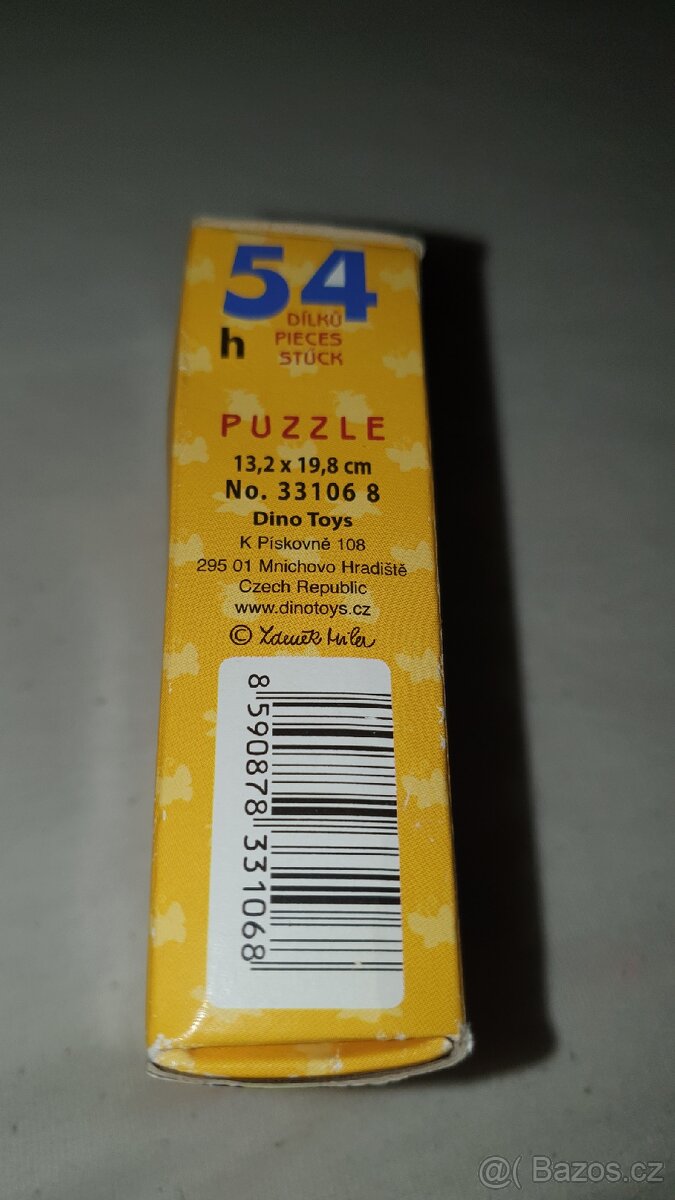 54
DÍLKŮ
h PIECES
STÜCK
PUZZLE
13,2 x 19,8 cm
No. 33106 8
Dino Toys
K Pískovně 108
295 01 Mnichovo Hradiště
Czech Republic
www.dinotoys.cz
© Zdeněk Miler
8 590878 331068
@( Bazos.cz